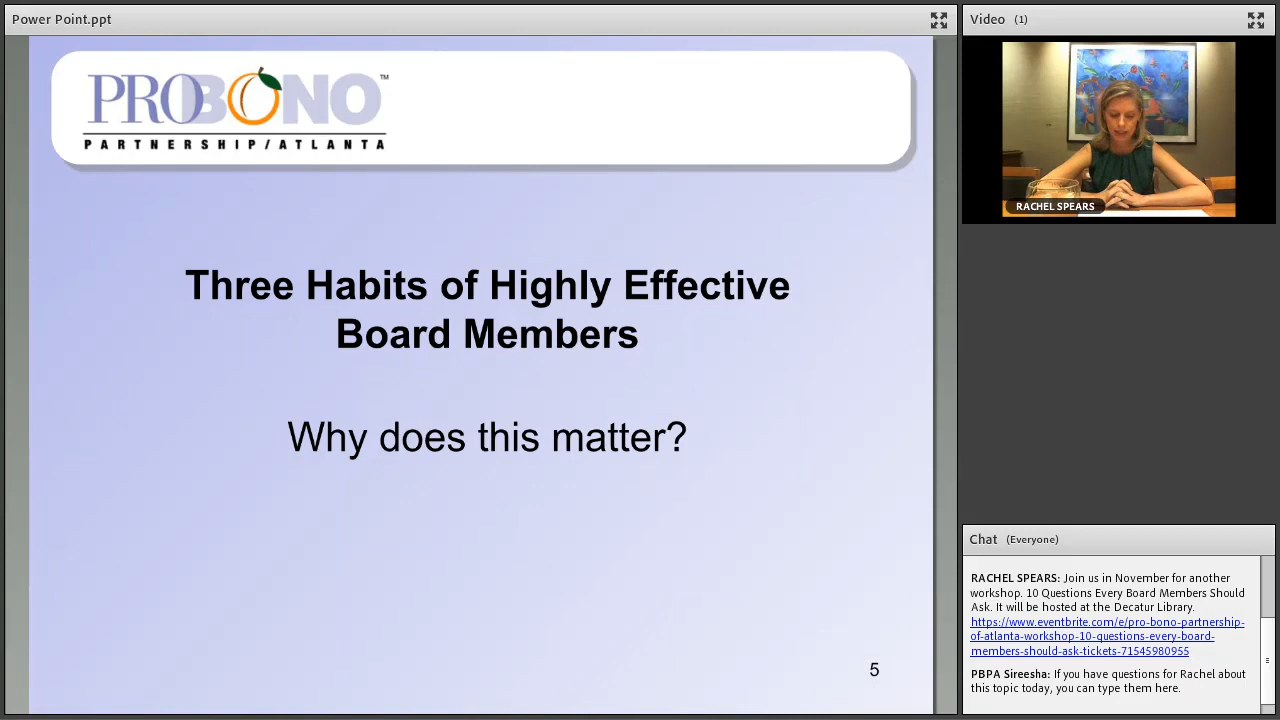 Power Point.ppt
PROBONO™
PARTNERSHIP/ATLANTA
Three Habits of Highly Effective
Board Members
Why does this matter?
5
Video (1)
RACHEL SPEARS
Chat (Everyone)
RACHEL SPEARS: Join us in November for another
workshop. 10 Questions Every Board Members Should
Ask. It will be hosted at the Decatur Library.
https://www.eventbrite.com/e/pro-bono-partnership-
of-atlanta-workshop-10-questions-every-board-
members-should-ask-tickets-71545980955
PBPA Sireesha: If you have questions for Rachel about
this topic today, you can type them here.